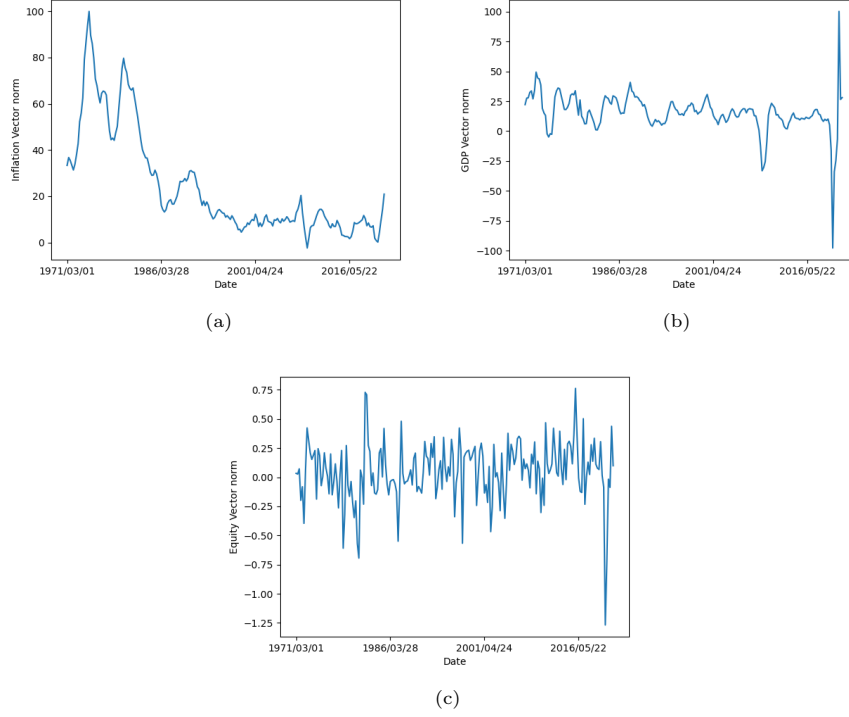 100
80
60
40
20
0
Inflation Vector norm
1971/03/01 1986/03/28 2001/04/24 2016/05/22
Date
(a)
100
75
50
25
0
−25
−50
−75
−100
GDP Vector norm
1971/03/01 1986/03/28 2001/04/24 2016/05/22
Date
(b)
0.75
0.50
0.25
0.00
−0.25
−0.50
−0.75
−1.00
−1.25
Equity Vector norm
1971/03/01 1986/03/28 2001/04/24 2016/05/22
Date
(c)